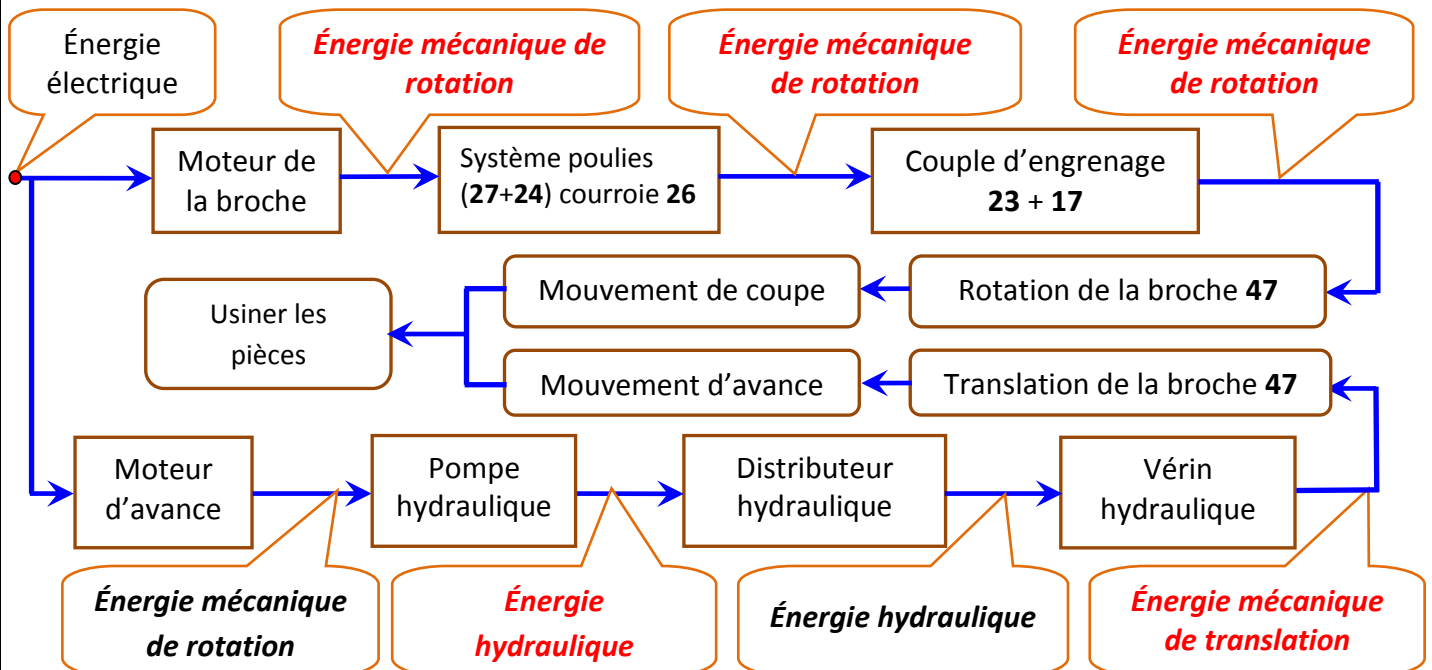 Énergie
électrique
Énergie mécanique de
rotation
Énergie mécanique
de rotation
Énergie mécanique
de rotation
Moteur de
la broche
Système poulies
(27+24) courroie 26
Couple d’engrenage
23 + 17
Usiner les
pièces
Mouvement de coupe
Rotation de la broche 47
Mouvement d’avance
Translation de la broche 47
Moteur
d’avance
Pompe
hydraulique
Distributeur
hydraulique
Vérin
hydraulique
Énergie mécanique
de rotation
Énergie
hydraulique
Énergie hydraulique
Énergie mécanique
de translation